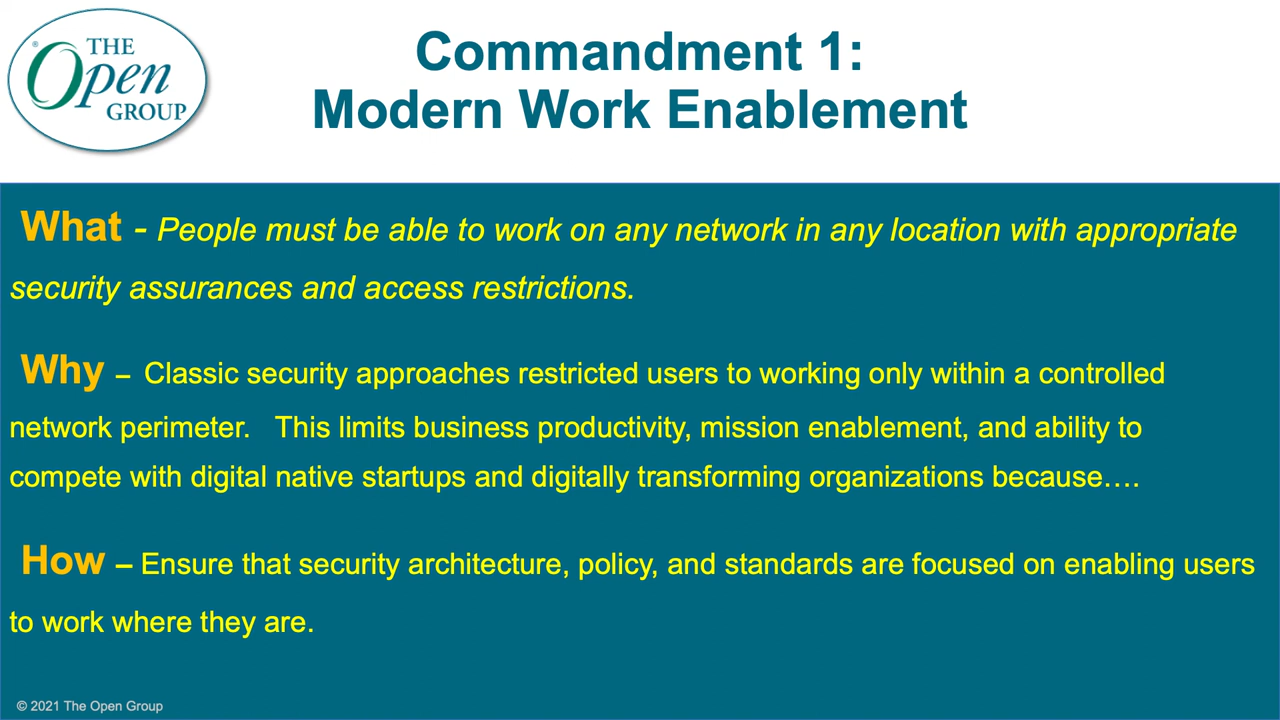 THE
Open
GROUP
®
Commandment 1:
Modern Work Enablement
What - People must be able to work on any network in any location with appropriate
security assurances and access restrictions.
Why – Classic security approaches restricted users to working only within a controlled
network perimeter. This limits business productivity, mission enablement, and ability to
compete with digital native startups and digitally transforming organizations because….
How – Ensure that security architecture, policy, and standards are focused on enabling users
to work where they are.
© 2021 The Open Group